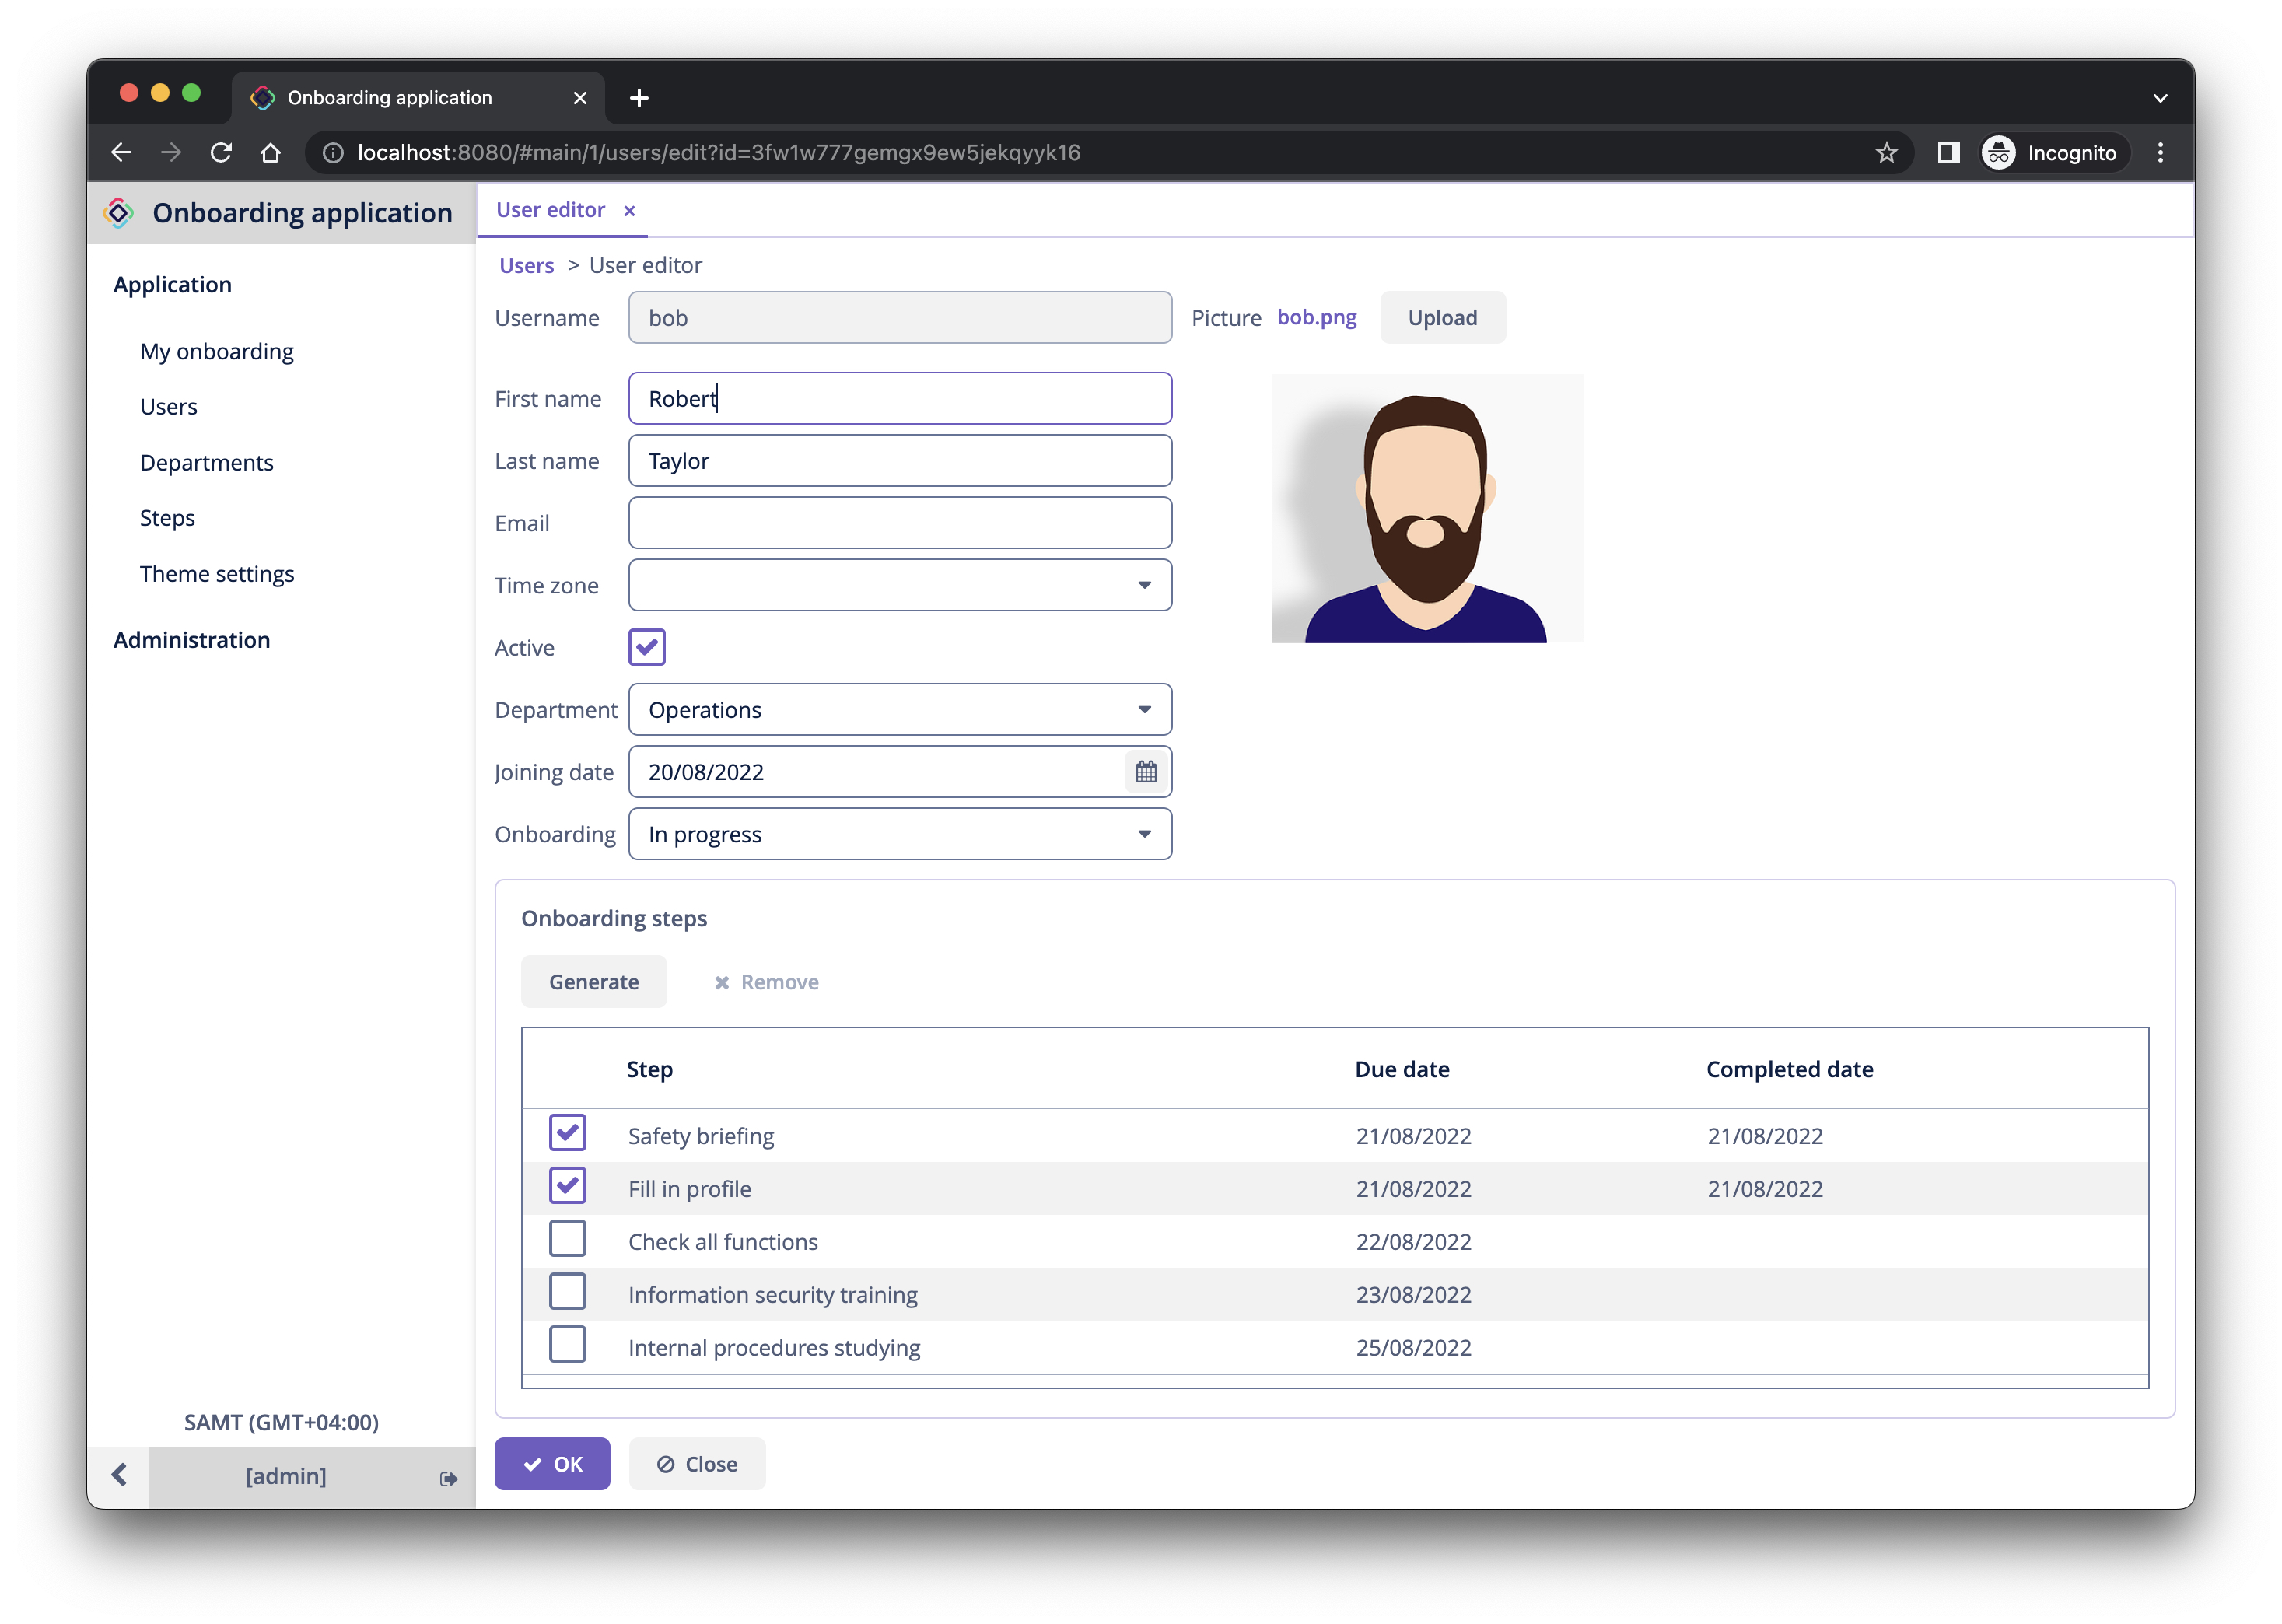 Onboarding application
localhost:8080/#main/1/users/edit?id=3fw1w777gemgx9ew5jekqyyk16
Incognito
Onboarding application
Application
My onboarding
Users
Departments
Steps
Theme settings
Administration
SAMT (GMT+04:00)
[admin]
User editor
Users > User editor
Username bob
Picture bob.png Upload
First name Robert
Last name Taylor
Email
Time zone
Active
Department Operations
Joining date 20/08/2022
Onboarding In progress
Onboarding steps
Generate Remove
Step Due date Completed date
Safety briefing 21/08/2022 21/08/2022
Fill in profile 21/08/2022 21/08/2022
Check all functions 22/08/2022
Information security training 23/08/2022
Internal procedures studying 25/08/2022
OK Close